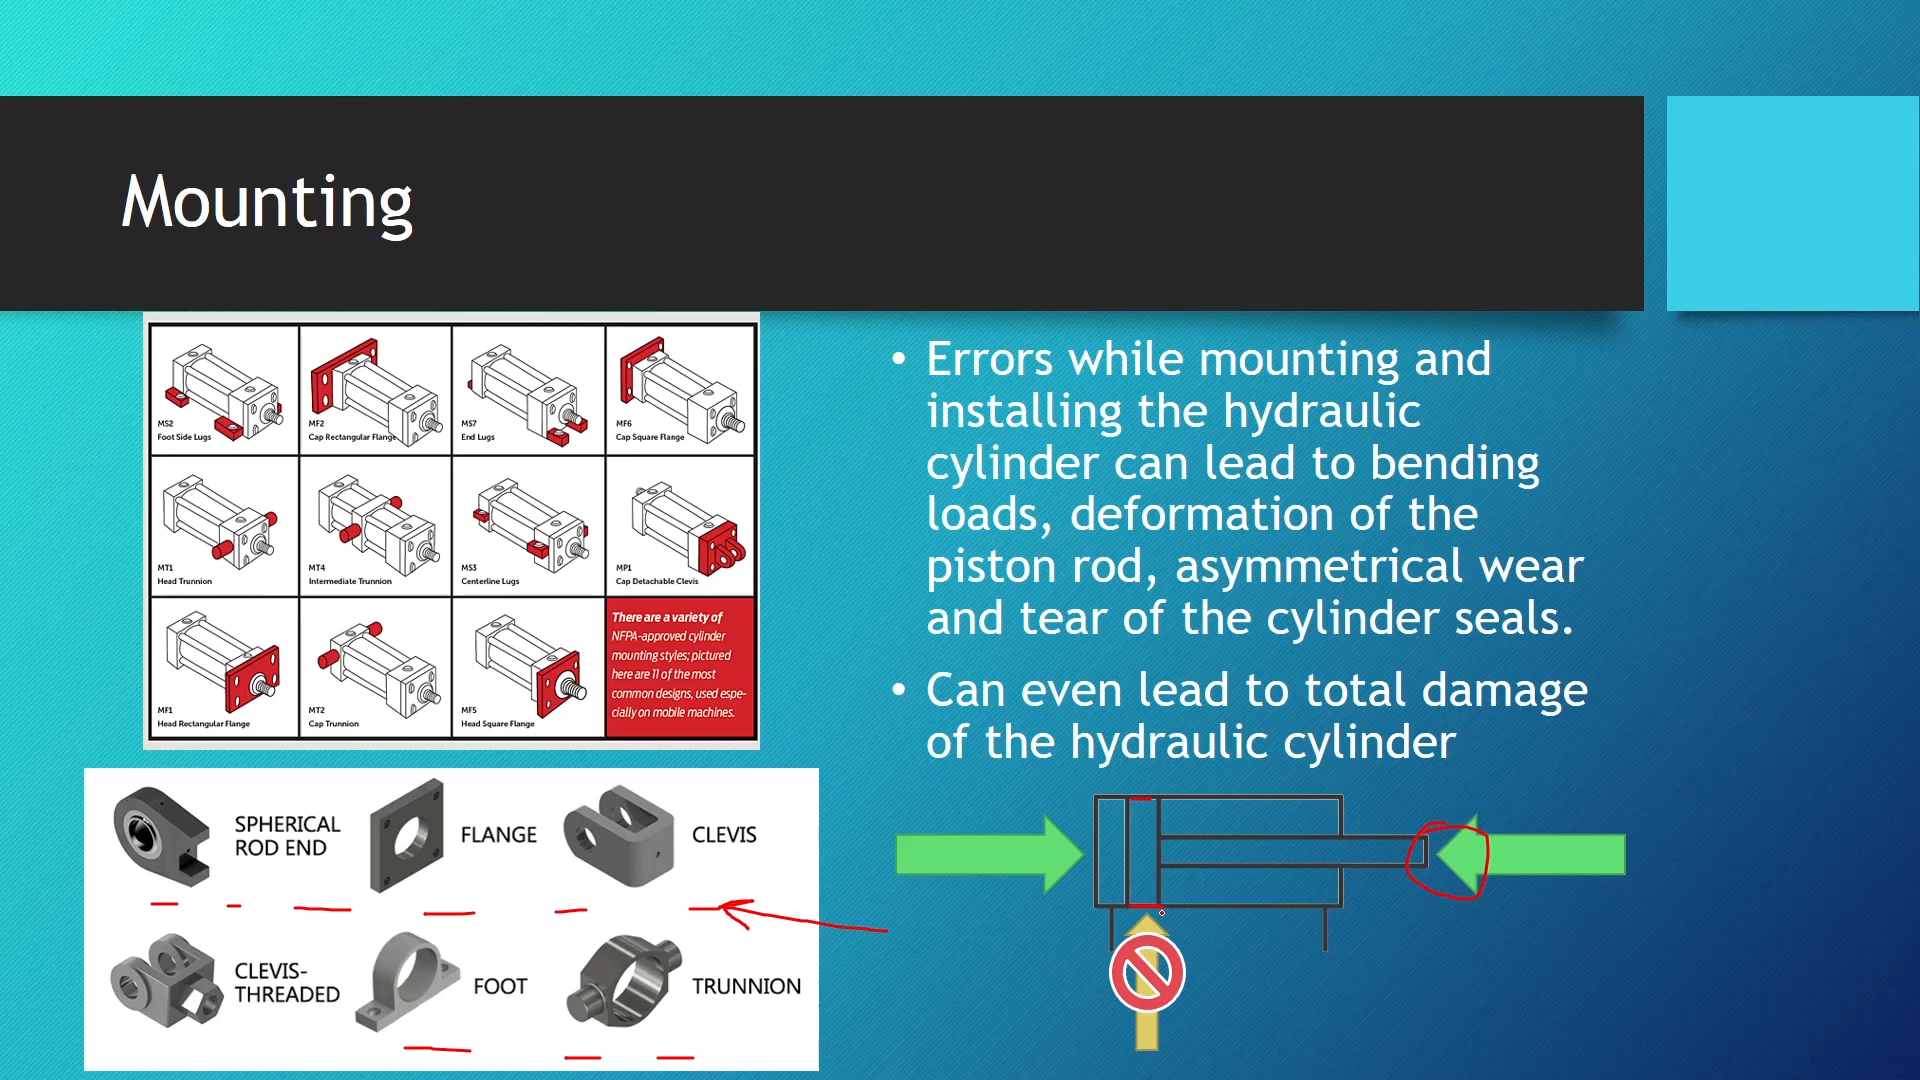 Mounting
MS2
Foot Side Lugs
MF2
Cap Rectangular Flange
MS7
End Lugs
MF6
Cap Square Flange
MT1
Head Trunnion
MT4
Intermediate Trunnion
MS3
Centerline Lugs
MP1
Cap Detachable Clevis
MF1
Head Rectangular Flange
MT2
Cap Trunnion
MF5
Head Square Flange
There are a variety of
NFPA-approved cylinder
mounting styles; pictured
here are 11 of the most
common designs, used espe-
cially on mobile machines.
SPHERICAL
ROD END
FLANGE
CLEVIS
CLEVIS-
THREADED
FOOT
TRUNNION
• Errors while mounting and
installing the hydraulic
cylinder can lead to bending
loads, deformation of the
piston rod, asymmetrical wear
and tear of the cylinder seals.
• Can even lead to total damage
of the hydraulic cylinder